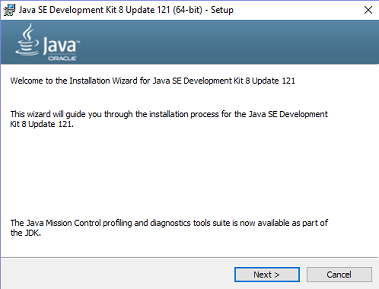 Java SE Development Kit 8 Update 121 (64-bit) - Setup
Java
ORACLE
Welcome to the Installation Wizard for Java SE Development Kit 8 Update 121
This wizard will guide you through the installation process for the Java SE Development
Kit 8 Update 121.
The Java Mission Control profiling and diagnostics tools suite is now available as part of
the JDK.
Next >
Cancel